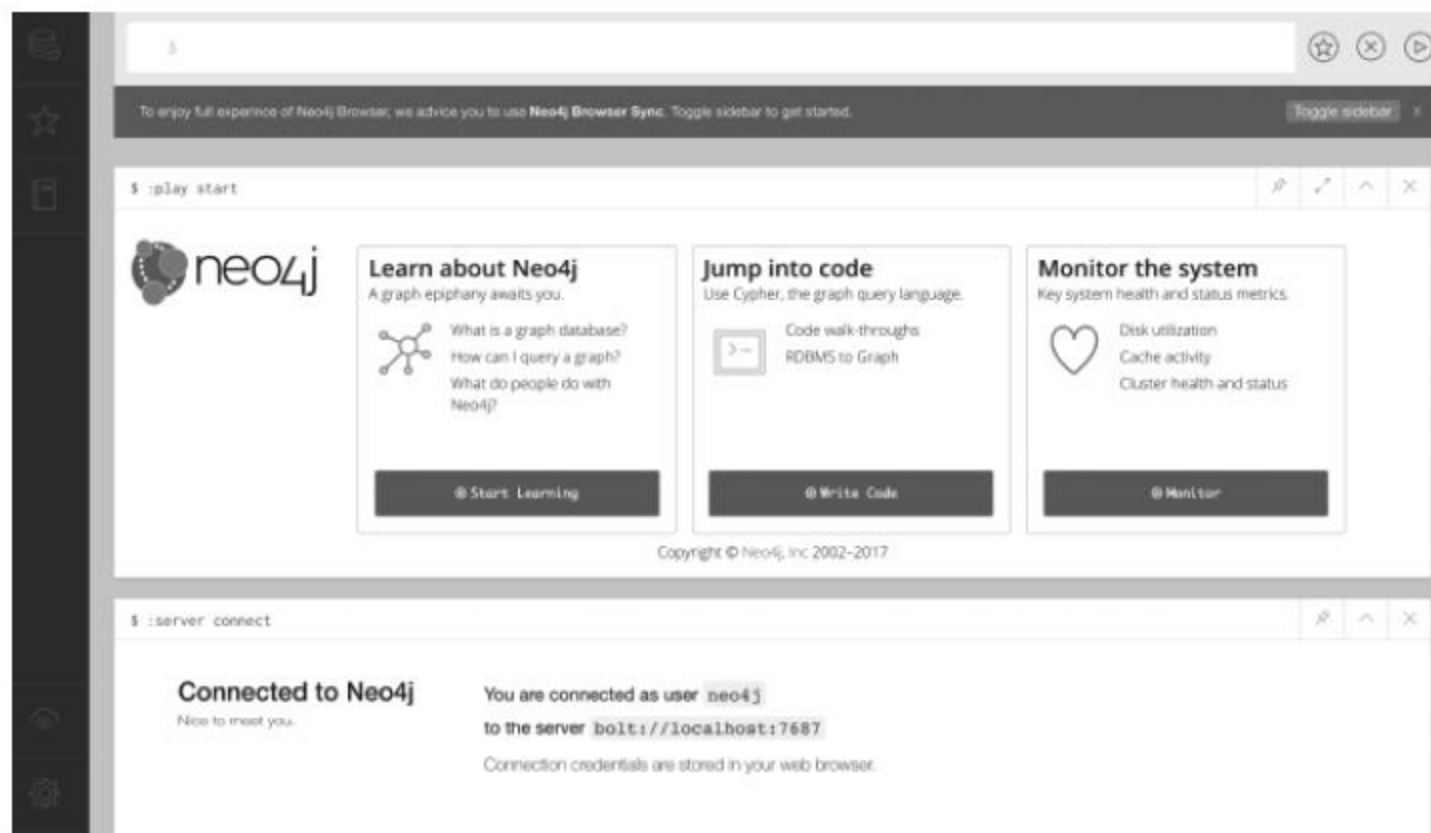 $
To enjoy full experince of Neo4j Browser, we advice you to use Neo4j Browser Sync. Toggle sidebar to get started.
Toggle sidebar x
$ :play start
neo4j
Learn about Neo4j
A graph epiphany awaits you.
What is a graph database?
How can I query a graph?
What do people do with
Neo4j?
Start Learning
Jump into code
Use Cypher, the graph query language.
Code walk-throughs
RDBMS to Graph
Write Code
Monitor the system
Key system health and status metrics.
Disk utilization
Cache activity
Cluster health and status
Monitor
Copyright © Neo4j, Inc 2002–2017
$ :server connect
Connected to Neo4j
Nice to meet you.
You are connected as user neo4j
to the server bolt://localhost:7687
Connection credentials are stored in your web browser.